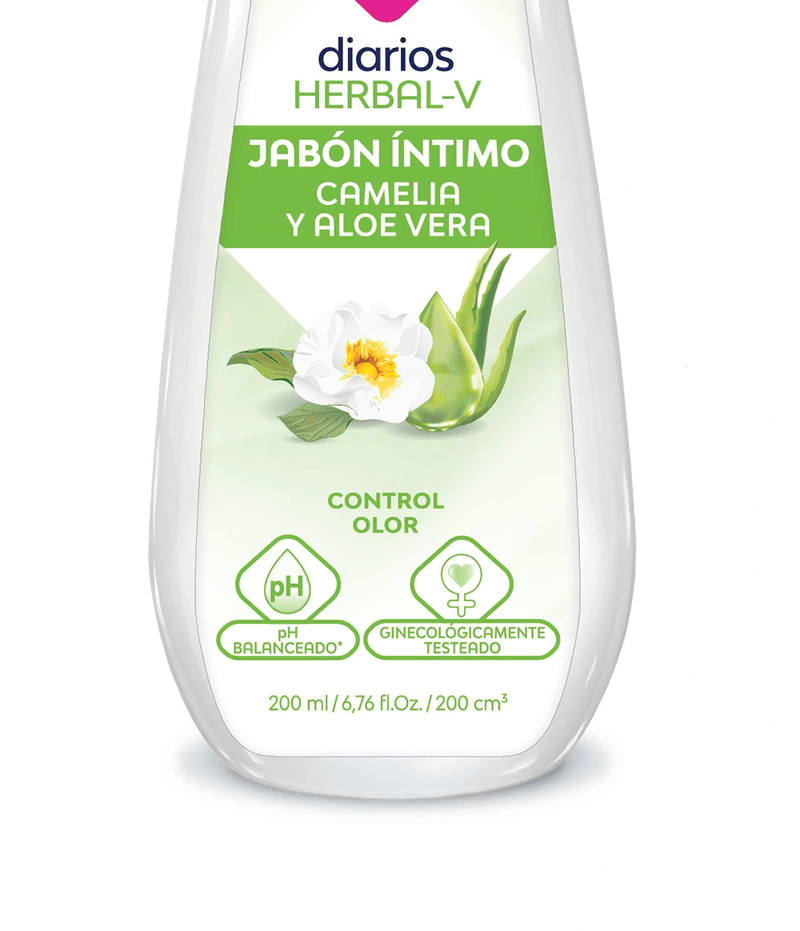 diarios
HERBAL-V
JABÓN ÍNTIMO
CAMELIA
Y ALOE VERA
CONTROL
OLOR
pH
pH
BALANCEADO*
GINECOLÓGICAMENTE
TESTEADO
200 ml / 6,76 fl.Oz. / 200 cm³